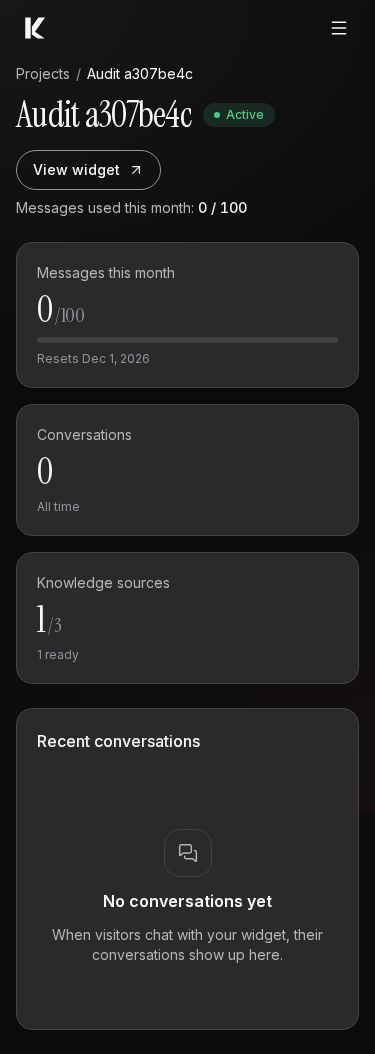 K
Projects / Audit a307be4c
Audit a307be4c
Active
View widget
Messages used this month: 0 / 100
Messages this month
0/100
Resets Dec 1, 2026
Conversations
0
All time
Knowledge sources
1/3
1 ready
Recent conversations
No conversations yet
When visitors chat with your widget, their
conversations show up here.